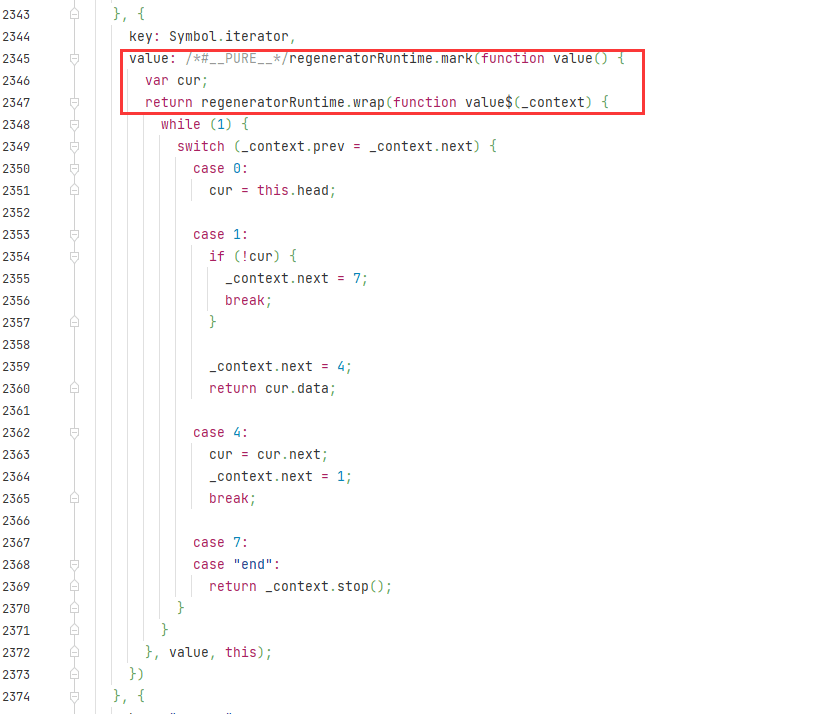 2343 }, {
2344 key: Symbol.iterator,
2345 value: /*#__PURE__*/regeneratorRuntime.mark(function value() {
2346 var cur;
2347 return regeneratorRuntime.wrap(function value$(_context) {
2348 while (1) {
2349 switch (_context.prev = _context.next) {
2350 case 0:
2351 cur = this.head;
2352
2353 case 1:
2354 if (!cur) {
2355 _context.next = 7;
2356 break;
2357 }
2358
2359 _context.next = 4;
2360 return cur.data;
2361
2362 case 4:
2363 cur = cur.next;
2364 _context.next = 1;
2365 break;
2366
2367 case 7:
2368 case "end":
2369 return _context.stop();
2370 }
2371 }
2372 }, value, this);
2373 })
2374 }, {